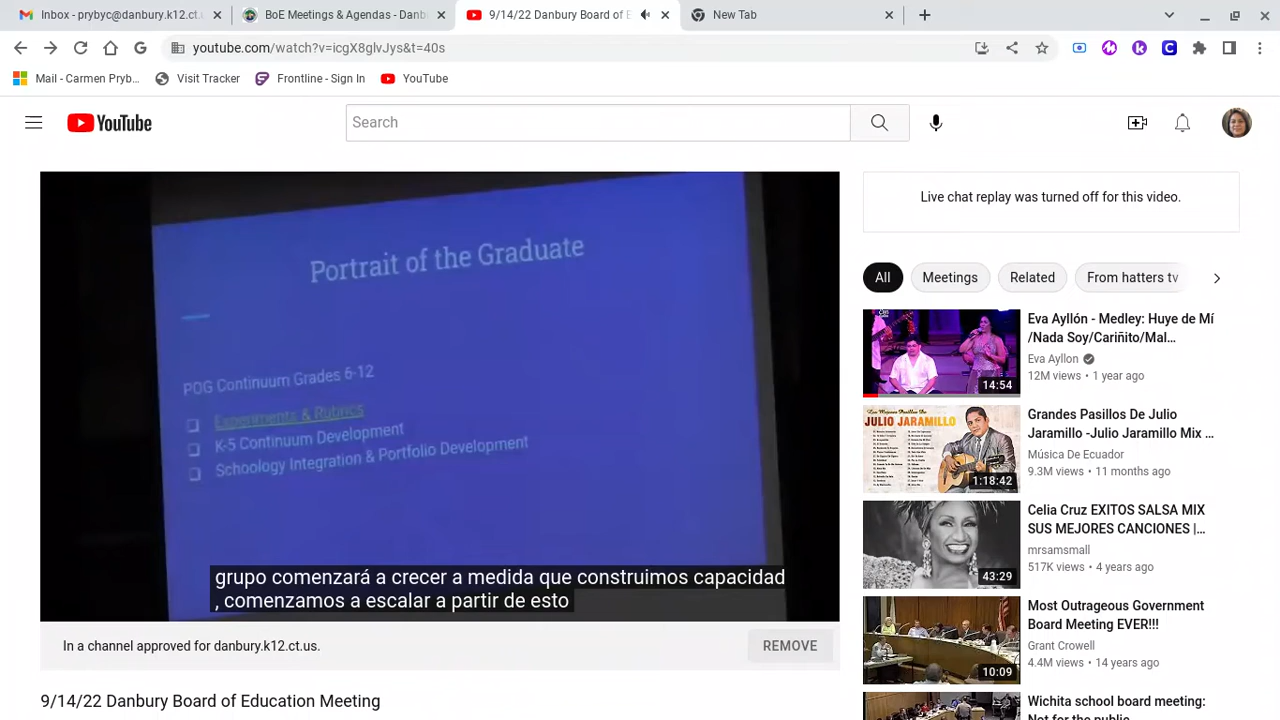 Inbox - prybyc@danbury.k12.ct.u
BoE Meetings & Agendas - Danb
9/14/22 Danbury Board of E
New Tab
youtube.com/watch?v=icgX8glvJys&t=40s
Mail - Carmen Pryb...
Visit Tracker
Frontline - Sign In
YouTube
YouTube
Search
Portrait of the Graduate
POG Continuum Grades 6-12
& Rubrics
K-5 Continuum Development
Schoology Integration & Portfolio Development
grupo comenzará a crecer a medida que construimos capacidad
, comenzamos a escalar a partir de esto
In a channel approved for danbury.k12.ct.us.
REMOVE
9/14/22 Danbury Board of Education Meeting
Live chat replay was turned off for this video.
All
Meetings
Related
From hatters tv
Eva Ayllón - Medley: Huye de Mí
/Nada Soy/Cariñito/Mal...
Eva Ayllon
12M views • 1 year ago
14:54
JULIO JARAMILLO
Grandes Pasillos De Julio
Jaramillo -Julio Jaramillo Mix ...
Música De Ecuador
9.3M views • 11 months ago
1:18:42
Celia Cruz EXITOS SALSA MIX
SUS MEJORES CANCIONES |...
mrsamsmall
517K views • 4 years ago
43:29
Most Outrageous Government
Board Meeting EVER!!!
Grant Crowell
4.4M views • 14 years ago
10:09
Wichita school board meeting:
Not for the public